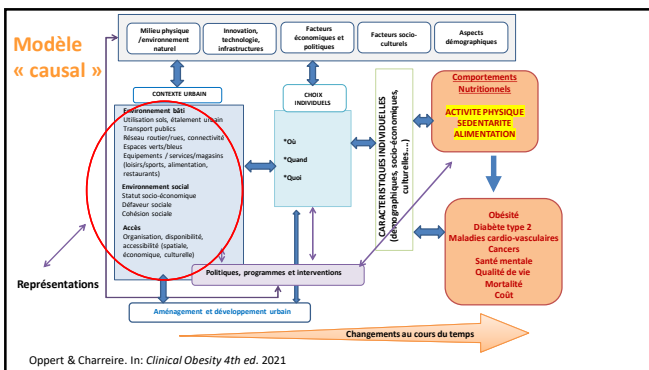 Modèle
« causal »
Milieu physique
/environnement
naturel
Innovation,
technologie,
infrastructures
Facteurs
économiques et
politiques
Facteurs socio-
culturels
Aspects
démographiques
CONTEXTE URBAIN
Environnement bâti
Utilisation sols, étalement urbain
Transport publics
Réseau routier/rues, connectivité
Espaces verts/bleus
Equipements / services/magasins
(loisirs/sports, alimentation,
restaurants)
Environnement social
Statut socio-économique
Défaveur sociale
Cohésion sociale
Accès
Organisation, disponibilité,
accessibilité (spatiale,
économique, culturelle)
CHOIX
INDIVIDUELS
*Où
*Quand
*Quoi
CARACTERISTIQUES INDIVIDUELLES
(démographiques, socio-économiques,
culturelles….)
Comportements
Nutritionnels
ACTIVITE PHYSIQUE
SEDENTARITE
ALIMENTATION
Obésité
Diabète type 2
Maladies cardio-vasculaires
Cancers
Santé mentale
Qualité de vie
Mortalité
Coût
Représentations
Politiques, programmes et interventions
Aménagement et développement urbain
Changements au cours du temps
Oppert & Charreire. In: Clinical Obesity 4th ed. 2021